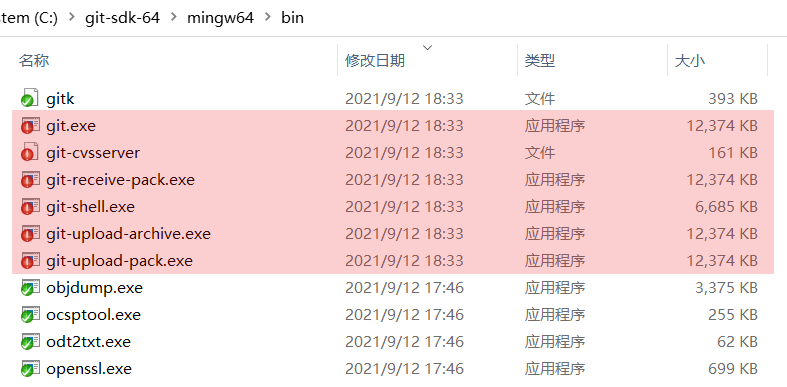 stem (C:) > git-sdk-64 > mingw64 > bin
名称 修改日期 类型 大小
gitk 2021/9/12 18:33 文件 393 KB
git.exe 2021/9/12 18:33 应用程序 12,374 KB
git-cvsserver 2021/9/12 18:33 文件 161 KB
git-receive-pack.exe 2021/9/12 18:33 应用程序 12,374 KB
git-shell.exe 2021/9/12 18:33 应用程序 6,685 KB
git-upload-archive.exe 2021/9/12 18:33 应用程序 12,374 KB
git-upload-pack.exe 2021/9/12 18:33 应用程序 12,374 KB
objdump.exe 2021/9/12 17:46 应用程序 3,375 KB
ocsptool.exe 2021/9/12 17:46 应用程序 255 KB
odt2txt.exe 2021/9/12 17:46 应用程序 62 KB
openssl.exe 2021/9/12 17:46 应用程序 699 KB